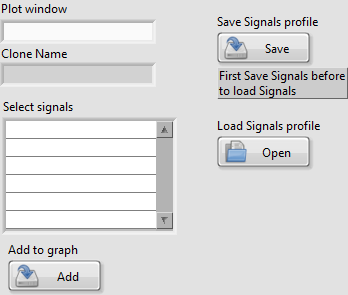 Plot window
Clone Name
Select signals
Add to graph
Add
Save Signals profile
Save
First Save Signals before
to load Signals
Load Signals profile
Open